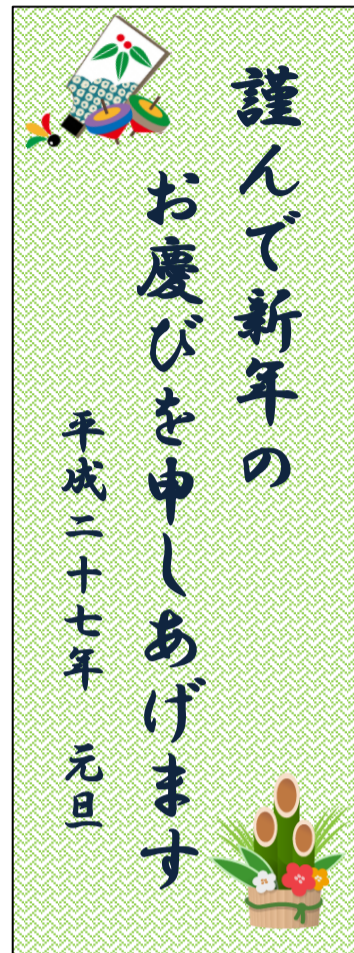 謹んで新年の
お慶びを申しあげます
平成二十七年　元旦